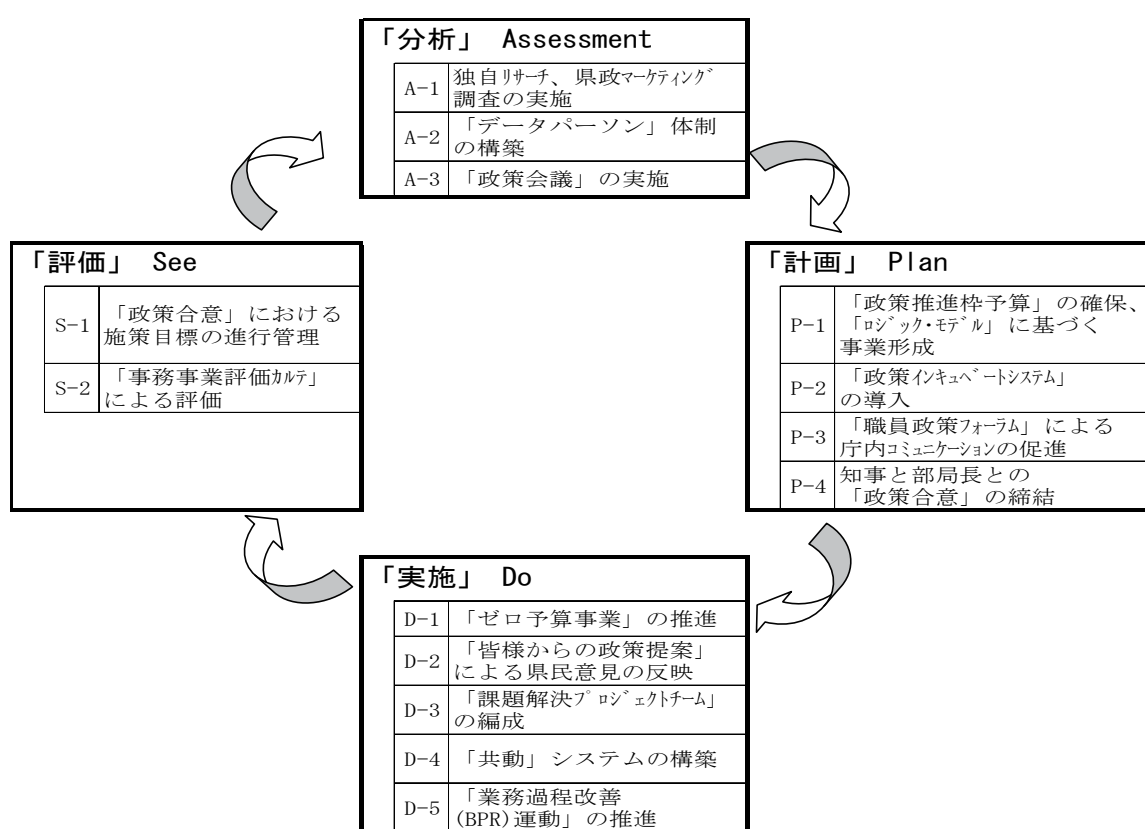 「分析」 Assessment
A-1 独自ﾘｻｰﾁ、県政ﾏｰｹﾃｨﾝｸﾞ
調査の実施
A-2 「データパーソン」体制
の構築
A-3 「政策会議」の実施
「評価」 See
S-1 「政策合意」における
施策目標の進行管理
S-2 「事務事業評価ｶﾙﾃ」
による評価
「計画」 Plan
P-1 「政策推進枠予算」の確保、
「ﾛｼﾞｯｸ･ﾓﾃﾞﾙ」に基づく
事業形成
P-2 「政策ｲﾝｷｭﾍﾞｰﾄｼｽﾃﾑ」
の導入
P-3 「職員政策ﾌｫｰﾗﾑ」による
庁内ｺﾐｭﾆｹｰｼｮﾝの促進
P-4 知事と部局長との
「政策合意」の締結
「実施」 Do
D-1 「ゼロ予算事業」の推進
D-2 「皆様からの政策提案」
による県民意見の反映
D-3 「課題解決ﾌﾟﾛｼﾞｪｸﾄﾁｰﾑ」
の編成
D-4 「共動」システムの構築
D-5 「業務過程改善
(BPR)運動」の推進